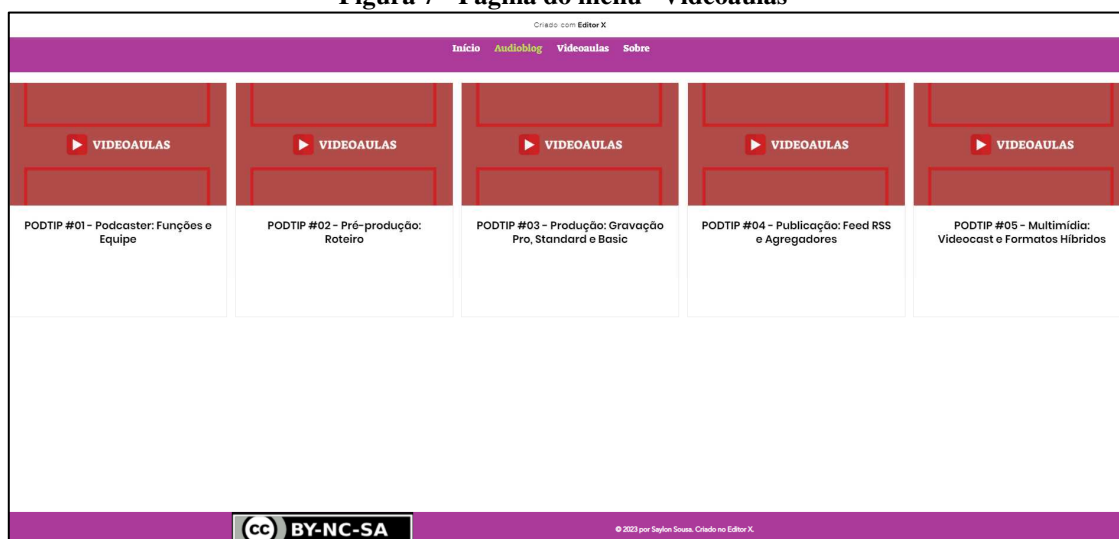 Figura 7 - Página do menu - Videoaulas
Criado com Editor X
Início Audioblog Videoaulas Sobre
VIDEOAULAS
VIDEOAULAS
VIDEOAULAS
VIDEOAULAS
VIDEOAULAS
PODTIP #01 - Podcaster: Funções e
Equipe
PODTIP #02 - Pré-produção:
Roteiro
PODTIP #03 - Produção: Gravação
Pro, Standard e Basic
PODTIP #04 - Publicação: Feed RSS
e Agregadores
PODTIP #05 - Multimídia:
Videocast e Formatos Híbridos
CC BY-NC-SA
© 2023 por Saylon Sousa. Criado no Editor X.